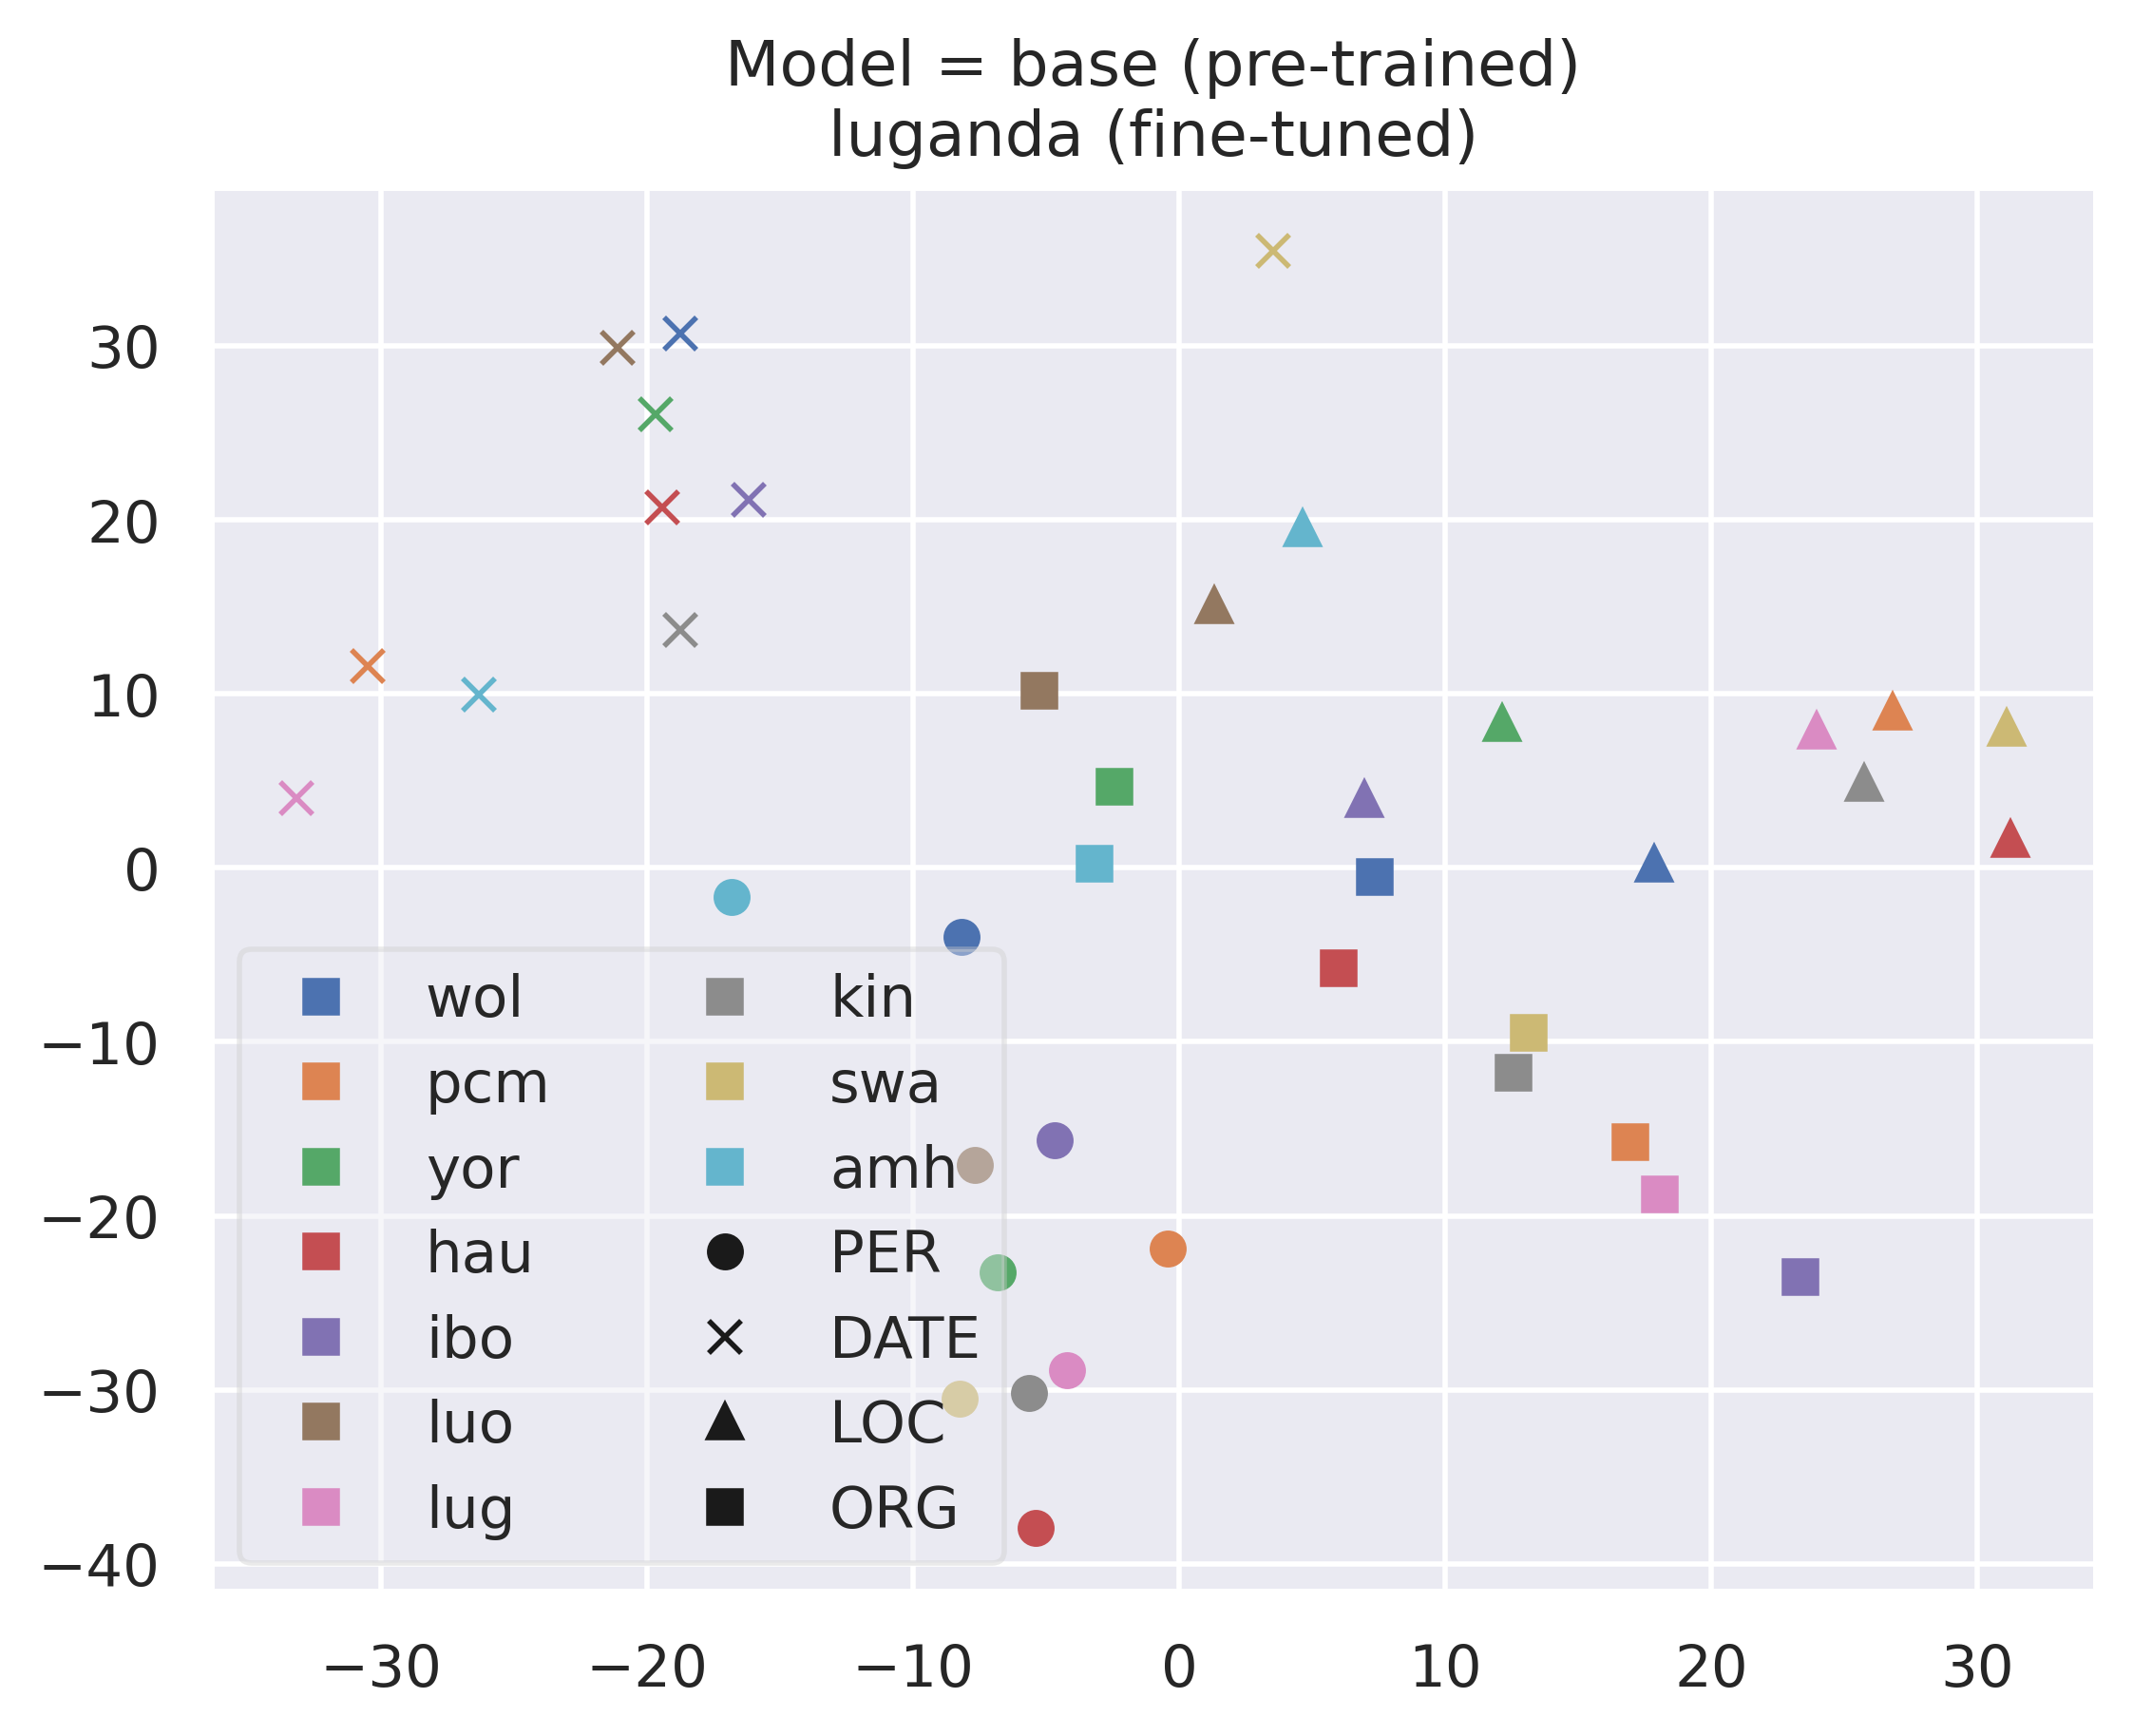 Model = base (pre-trained)
luganda (fine-tuned)
30
20
10
0
−10
−20
−30
−40
wol
pcm
yor
hau
ibo
luo
lug
kin
swa
amh
PER
DATE
LOC
ORG
−30 −20 −10 0 10 20 30